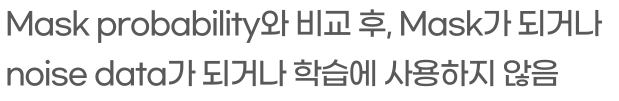 Mask probability와 비교 후, Mask가 되거나
noise data가 되거나 학습에 사용하지 않음